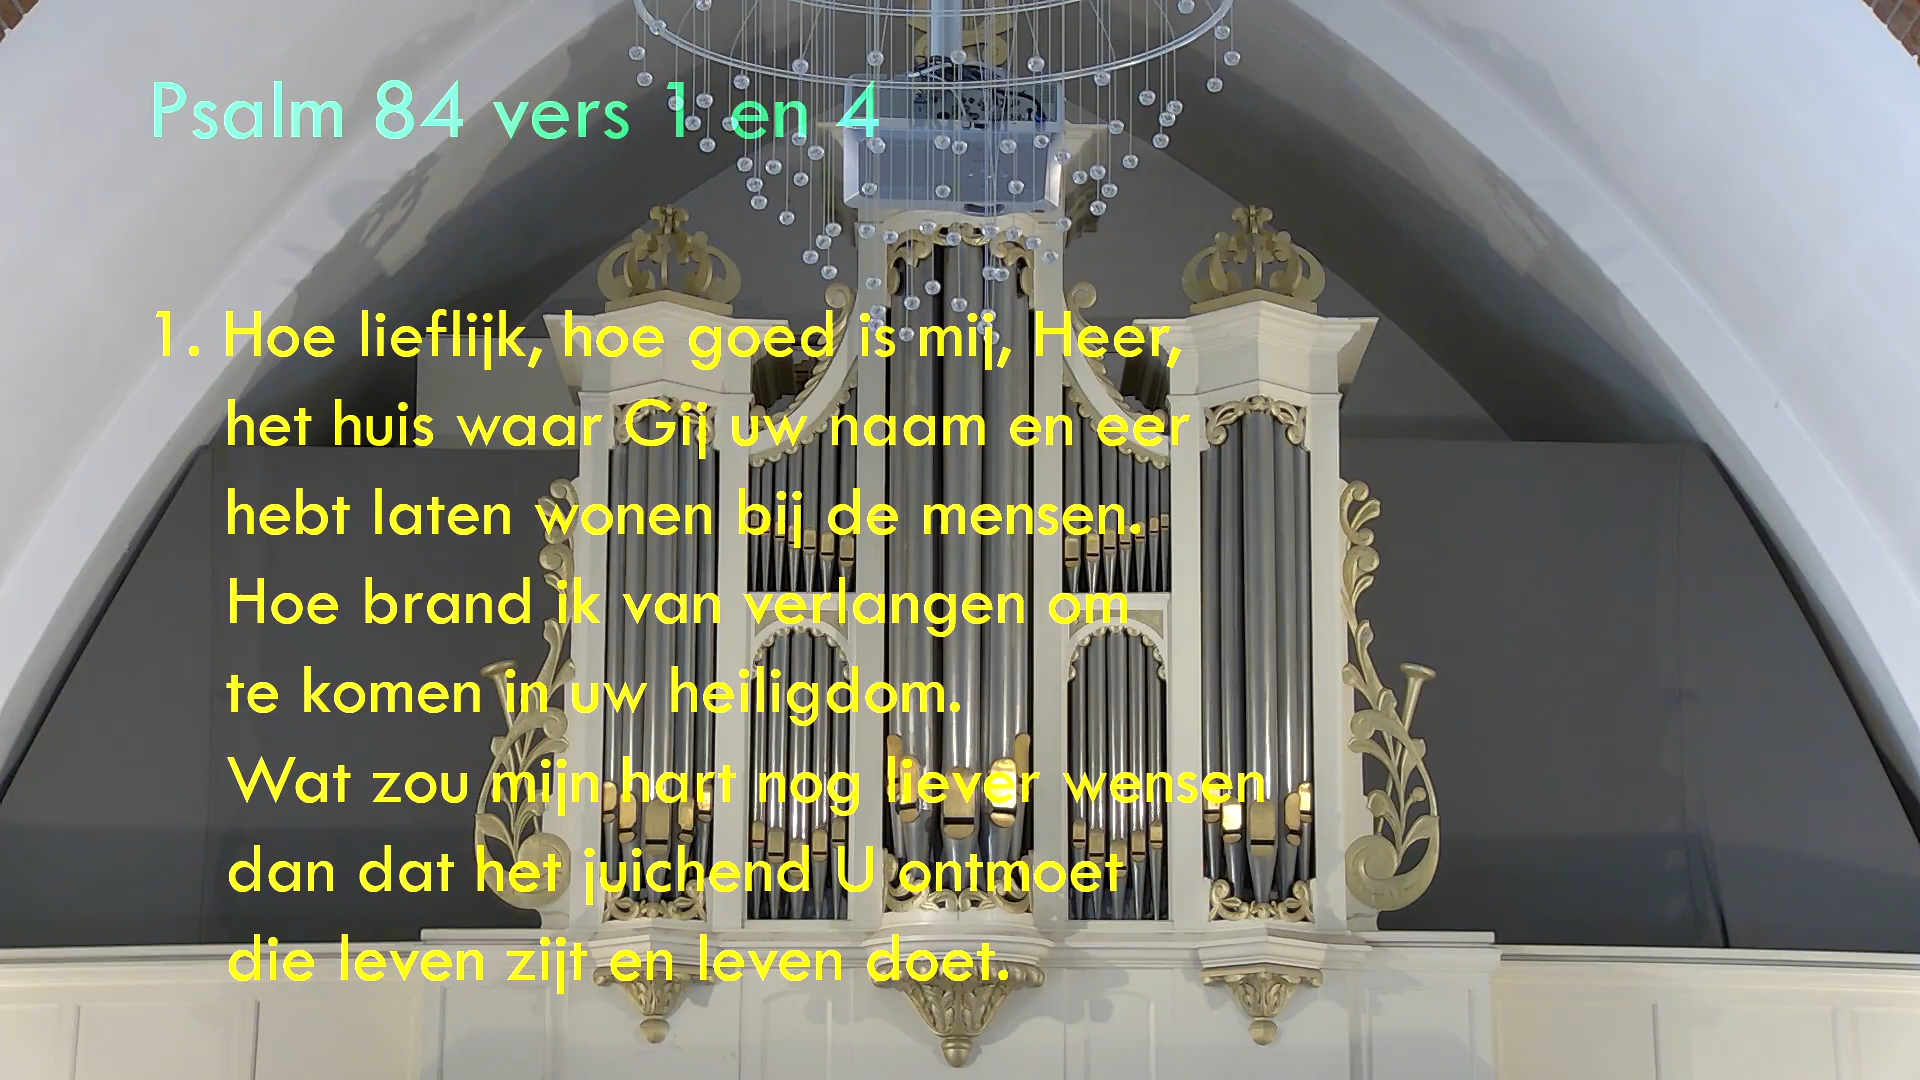 Psalm 84 vers 1 en 4
1. Hoe lieflijk, hoe goed is mij, Heer,
het huis waar Gij uw naam en eer
hebt laten wonen bij de mensen.
Hoe brand ik van verlangen om
te komen in uw heiligdom.
Wat zou mijn hart nog liever wensen
dan dat het juichend U ontmoet
die leven zijt en leven doet.